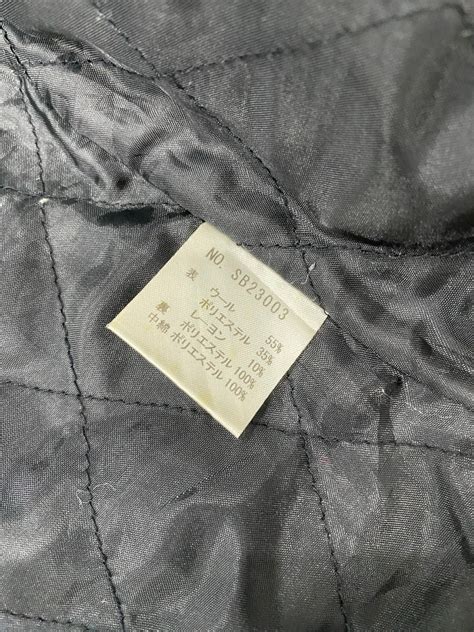 NO. SB23003
表 ウール 55%
ポリエステル 35%
レーヨン 10%
裏 ポリエステル 100%
中綿 ポリエステル 100%